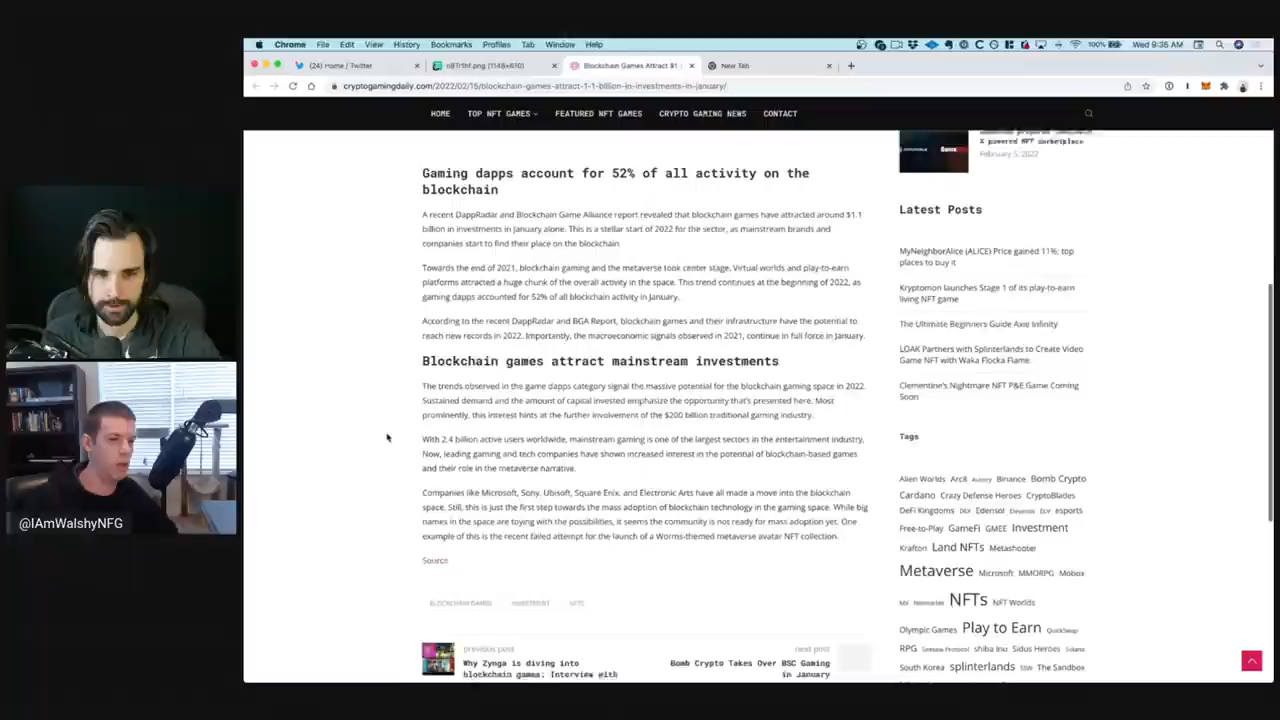 Chrome File Edit View History Bookmarks Profiles Tab Window Help
100% Wed 9:35 AM
(24) Home / Twitter
Blockchain Games Attract $1
New Tab
cryptogamingdaily.com/2022/02/15/blockchain-games-attract-1-1-billion-in-investments-in-january/
HOME TOP NFT GAMES FEATURED NFT GAMES CRYPTO GAMING NEWS CONTACT
Gaming dapps account for 52% of all activity on the
blockchain
A recent DappRadar and Blockchain Game Alliance report revealed that blockchain games have attracted around $1.1
billion in investments in January alone. This is a stellar start of 2022 for the sector, as mainstream brands and
companies start to find their place on the blockchain
Towards the end of 2021, blockchain gaming and the metaverse took center stage. Virtual worlds and play-to-earn
platforms attracted a huge chunk of the overall activity in the space. This trend continues at the beginning of 2022, as
gaming dapps accounted for 52% of all blockchain activity in January.
According to the recent DappRadar and BGA Report, blockchain games and their infrastructure have the potential to
reach new records in 2022. Importantly, the macroeconomic signals observed in 2021, continue in full force in January.
Blockchain games attract mainstream investments
The trends observed in the game dapps category signal the massive potential for the blockchain gaming space in 2022.
Sustained demand and the amount of capital invested emphasize the opportunity that's presented here. Most
prominently, this interest hints at the further involvement of the $200 billion traditional gaming industry.
With 2.4 billion active users worldwide, mainstream gaming is one of the largest sectors in the entertainment industry.
Now, leading gaming and tech companies have shown increased interest in the potential of blockchain-based games
and their role in the metaverse narrative.
Companies like Microsoft, Sony, Ubisoft, Square Enix, and Electronic Arts have all made a move into the blockchain
space. Still, this is just the first step towards the mass adoption of blockchain technology in the gaming space. While big
names in the space are toying with the possibilities, it seems the community is not ready for mass adoption yet. One
example of this is the recent failed attempt for the launch of a Worms-themed metaverse avatar NFT collection.
Source
BLOCKCHAIN GAMES INVESTMENT NFTS
previous post
Why Zynga is diving into
blockchain games: Interview with
next post
Bomb Crypto Takes Over BSC Gaming
in January
X powered NFT marketplace
February 5, 2022
Latest Posts
MyNeighborAlice (ALICE) Price gained 11%; top
places to buy it
Kryptomon launches Stage 1 of its play-to-earn
living NFT game
The Ultimate Beginners Guide Axie Infinity
LOAK Partners with Splinterlands to Create Video
Game NFT with Waka Flocka Flame.
Clementine's Nightmare NFT P&E Game Coming
Soon
Tags
Alien Worlds Arc8 Binance Bomb Crypto
Cardano Crazy Defense Heroes CryptoBlades
DeFi Kingdoms Edensol esports
Free-to-Play GameFi GMEE Investment
Krafton Land NFTs Metashooter
Metaverse Microsoft MMORPG Mobox
NFTs NFT Worlds
Olympic Games Play to Earn QuickSwap
RPG shiba inu Sidus Heroes Solana
South Korea splinterlands The Sandbox
@IAmWalshyNFG